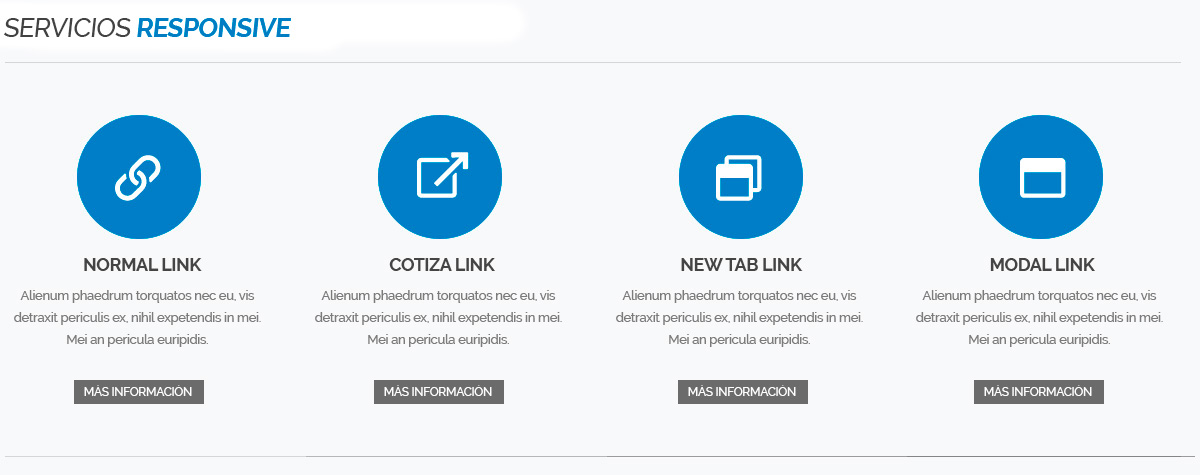 SERVICIOS RESPONSIVE
NORMAL LINK
Alienum phaedrum torquatos nec eu, vis
detraxit periculis ex, nihil expetendis in mei.
Mei an pericula euripidis.
MÁS INFORMACIÓN
COTIZA LINK
Alienum phaedrum torquatos nec eu, vis
detraxit periculis ex, nihil expetendis in mei.
Mei an pericula euripidis.
MÁS INFORMACIÓN
NEW TAB LINK
Alienum phaedrum torquatos nec eu, vis
detraxit periculis ex, nihil expetendis in mei.
Mei an pericula euripidis.
MÁS INFORMACIÓN
MODAL LINK
Alienum phaedrum torquatos nec eu, vis
detraxit periculis ex, nihil expetendis in mei.
Mei an pericula euripidis.
MÁS INFORMACIÓN